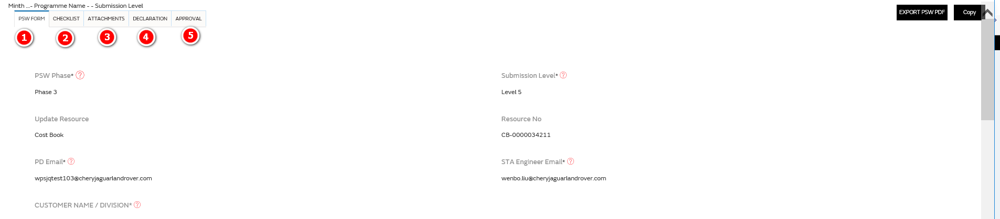 Minth ...- Programme Name - - Submission Level
PSW FORM CHECKLIST ATTACHMENTS DECLARATION APPROVAL EXPORT PSW PDF Copy
1 2 3 4 5
PSW Phase* ? Submission Level* ?
Phase 3 Level 5
Update Resource Resource No
Cost Book CB-0000034211
PD Email* ? STA Engineer Email* ?
wpsjqtest103@cheryjaguarlandrover.com wenbo.liu@cheryjaguarlandrover.com
CUSTOMER NAME / DIVISION* ?